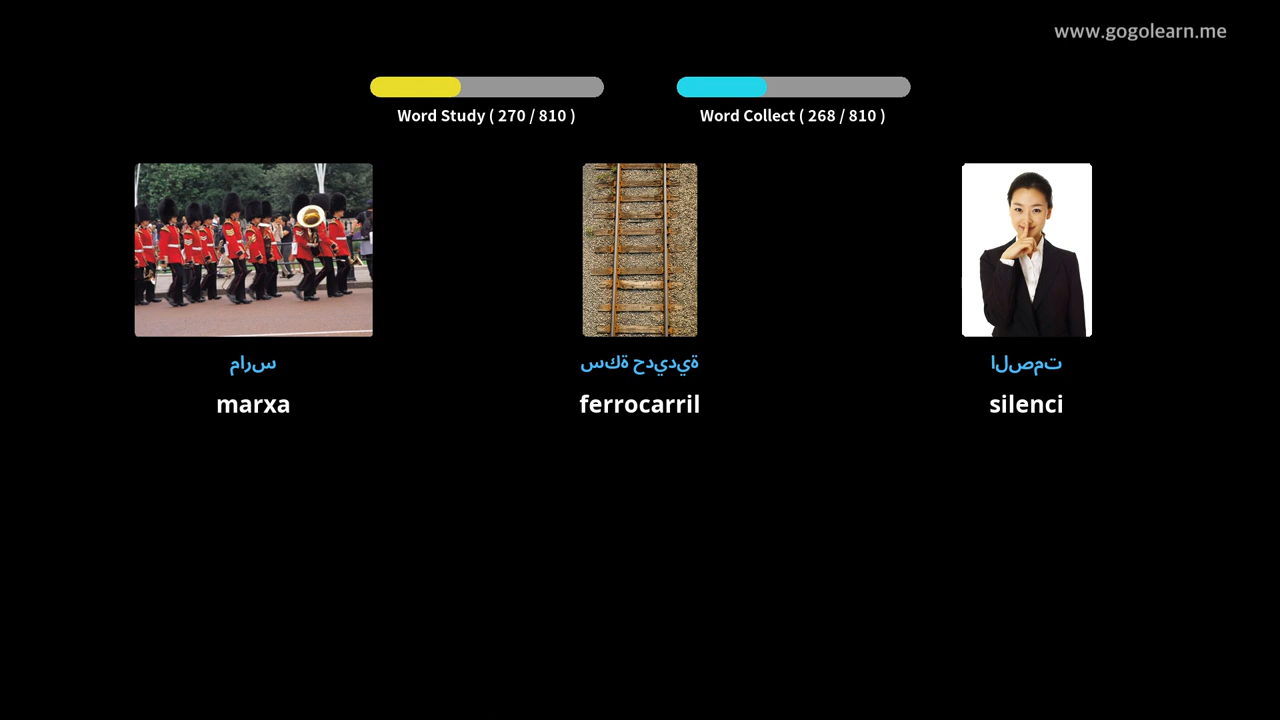 www.gogolearn.me
Word Study ( 270 / 810 )
Word Collect ( 268 / 810 )
مارس
سكة حديدية
الصمت
marxa
ferrocarril
silenci